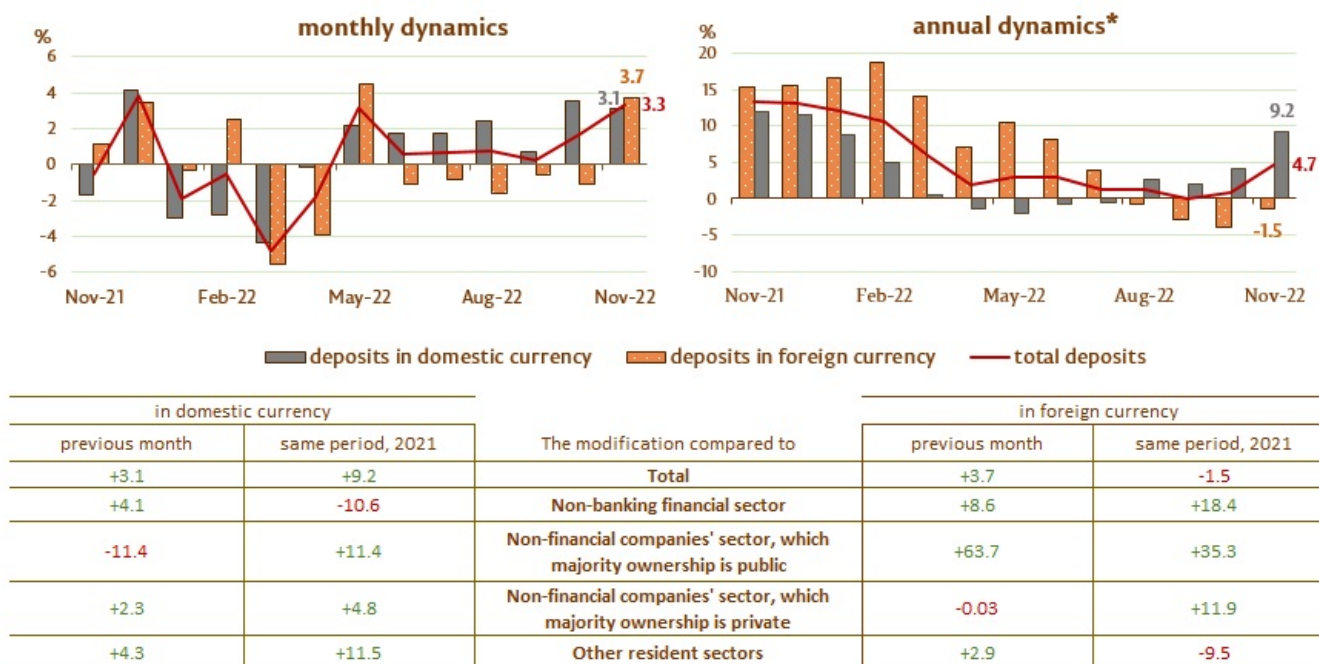 monthly dynamics
%
6
4
2
0
-2
-4
-6
3.1
3.7
3.3
Nov-21
Feb-22
May-22
Aug-22
Nov-22
annual dynamics*
%
20
15
10
5
0
-5
-10
9.2
4.7
-1.5
Nov-21
Feb-22
May-22
Aug-22
Nov-22
deposits in domestic currency
deposits in foreign currency
total deposits
in domestic currency in foreign currency
previous month same period, 2021 The modification compared to previous month same period, 2021
+3.1 +9.2 Total +3.7 -1.5
+4.1 -10.6 Non-banking financial sector +8.6 +18.4
-11.4 +11.4 Non-financial companies' sector, which
majority ownership is public +63.7 +35.3
+2.3 +4.8 Non-financial companies' sector, which
majority ownership is private -0.03 +11.9
+4.3 +11.5 Other resident sectors +2.9 -9.5